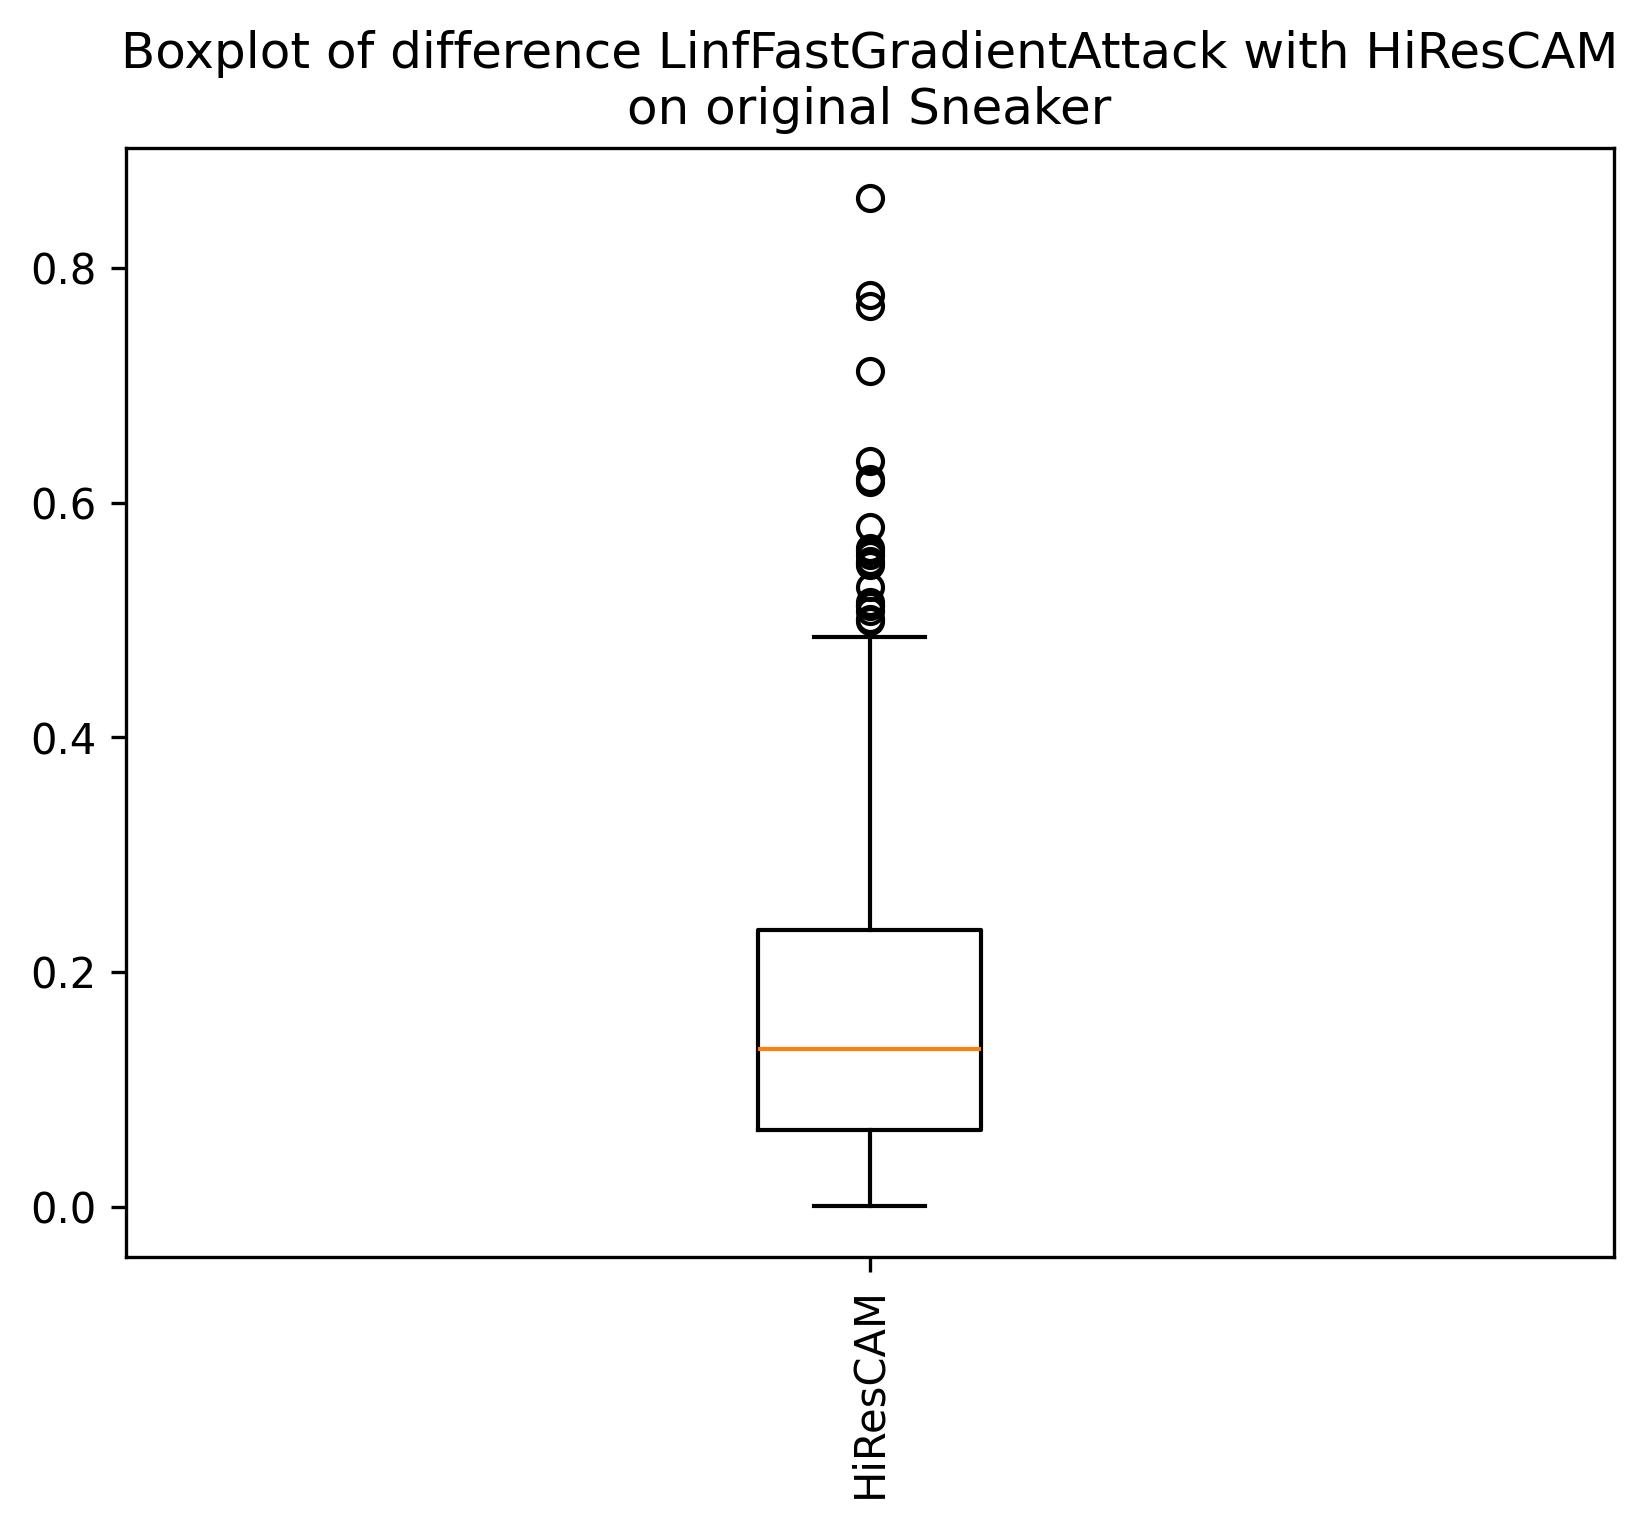 Boxplot of difference LinfFastGradientAttack with HiResCAM
on original Sneaker
0.8
0.6
0.4
0.2
0.0
HiResCAM